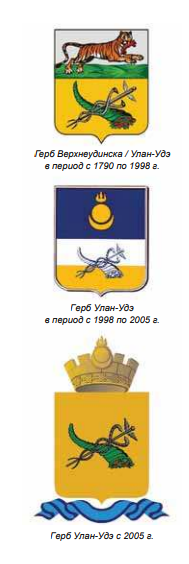 Герб Верхнеудинска / Улан-Удэ
в период с 1790 по 1998 г.
Герб Улан-Удэ
в период с 1998 по 2005 г.
Герб Улан-Удэ с 2005 г.